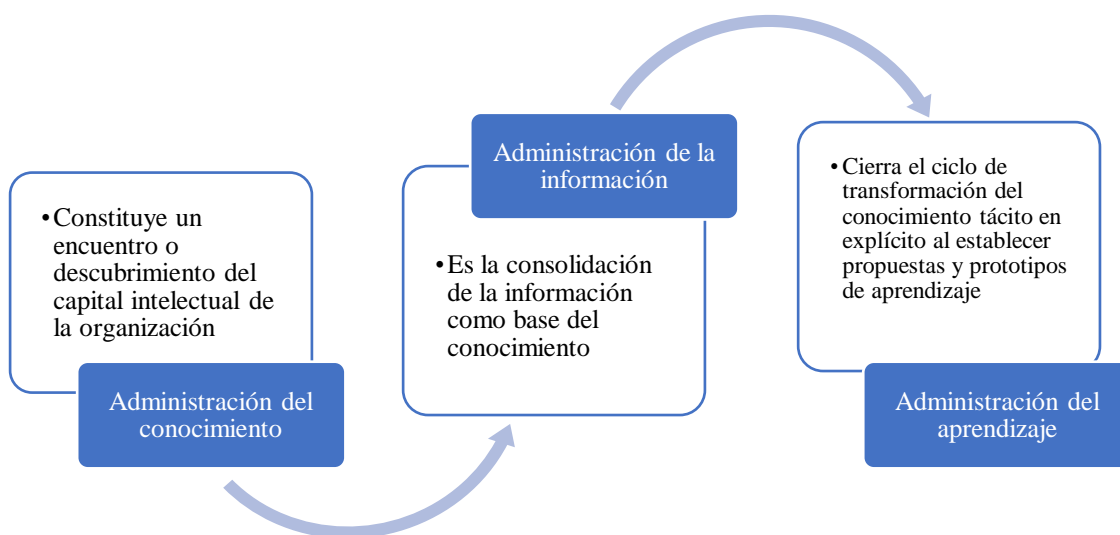 •Constituye un
encuentro o
descubrimiento del
capital intelectual de
la organización
Administración del
conocimiento
Administración de la
información
•Es la consolidación
de la información
como base del
conocimiento
•Cierra el ciclo de
transformación del
conocimiento tácito en
explícito al establecer
propuestas y prototipos
de aprendizaje
Administración del
aprendizaje